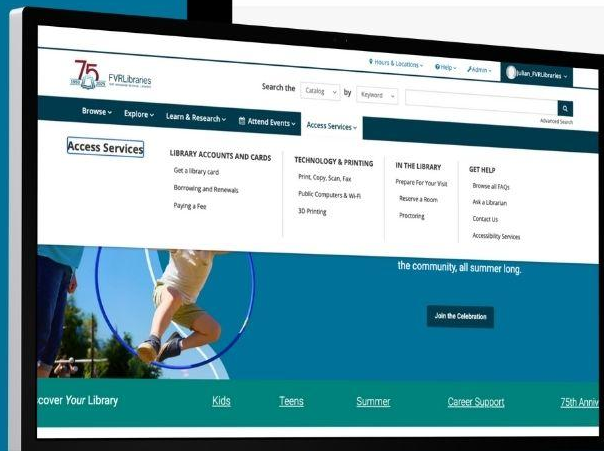 Hours & Locations Help Admin Julian_FVRLibraries
75
1950 2025
FVRLibraries
Search the Catalog by Keyword
Advanced Search
Browse Explore Learn & Research Attend Events Access Services
Access Services
LIBRARY ACCOUNTS AND CARDS
Get a library card
Borrowing and Renewals
Paying a Fee
TECHNOLOGY & PRINTING
Print, Copy, Scan, Fax
Public Computers & Wi-Fi
3D Printing
IN THE LIBRARY
Prepare For Your Visit
Reserve a Room
Proctoring
GET HELP
Browse all FAQs
Ask a Librarian
Contact Us
Accessibility Services
the community, all summer long.
Join the Celebration
cover Your Library Kids Teens Summer Career Support 75th Anniv